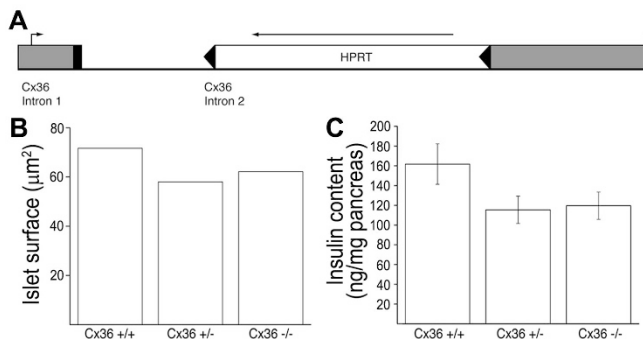 A
HPRT
Cx36
Intron 1
Cx36
Intron 2
B
Islet surface (μm²)
80
60
40
20
Cx36 +/+ Cx36 +/- Cx36 -/-
C
Insulin content
(ng/mg pancreas)
200
180
160
140
120
100
80
60
40
20
Cx36 +/+ Cx36 +/- Cx36 -/-